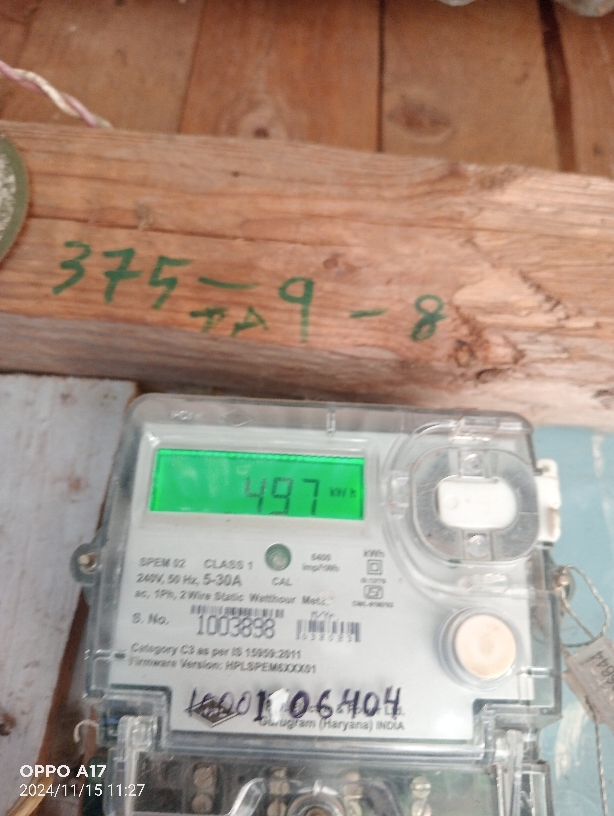 375 - 9 - 8
497 kWh
SPEM 02 CLASS 1
CAL
kWh
240V, 50 Hz, 5-30A
ac, 1Ph, 2 Wire Static Watthour
S. No. 1003898
Category C3 as per IS 15959:2011
Firmware Version: HPLSPEM6XXX01
06404
Gurugram (Haryana) INDIA
OPPO A17
2024/11/15 11:27